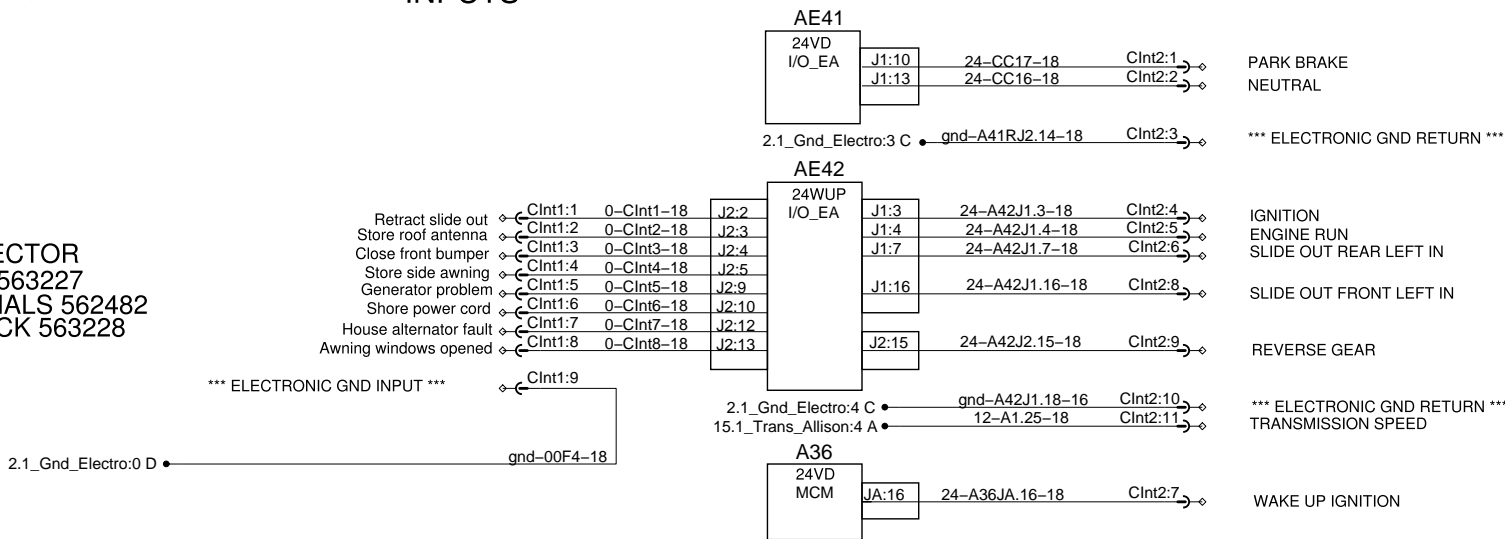 AE41
24VD
I/O_EA
J1:10 24–CC17–18 CInt2:1 PARK BRAKE
J1:13 24–CC16–18 CInt2:2 NEUTRAL
2.1_Gnd_Electro:3 C gnd–A41RJ2.14–18 CInt2:3 *** ELECTRONIC GND RETURN ***
AE42
24WUP
I/O_EA
Retract slide out CInt1:1 0–CInt1–18 J2:2 J1:3 24–A42J1.3–18 CInt2:4 IGNITION
Store roof antenna CInt1:2 0–CInt2–18 J2:3 J1:4 24–A42J1.4–18 CInt2:5 ENGINE RUN
Close front bumper CInt1:3 0–CInt3–18 J2:4 J1:7 24–A42J1.7–18 CInt2:6 SLIDE OUT REAR LEFT IN
Store side awning CInt1:4 0–CInt4–18 J2:5
Generator problem CInt1:5 0–CInt5–18 J2:9 J1:16 24–A42J1.16–18 CInt2:8 SLIDE OUT FRONT LEFT IN
Shore power cord CInt1:6 0–CInt6–18 J2:10
House alternator fault CInt1:7 0–CInt7–18 J2:12
Awning windows opened CInt1:8 0–CInt8–18 J2:13 J2:15 24–A42J2.15–18 CInt2:9 REVERSE GEAR
563227
562482
563228
*** ELECTRONIC GND INPUT *** CInt1:9
2.1_Gnd_Electro:4 C gnd–A42J1.18–16 CInt2:10 *** ELECTRONIC GND RETURN ***
15.1_Trans_Allison:4 A 12–A1.25–18 CInt2:11 TRANSMISSION SPEED
2.1_Gnd_Electro:0 D gnd–00F4–18
A36
24VD
MCM
JA:16 24–A36JA.16–18 CInt2:7 WAKE UP IGNITION